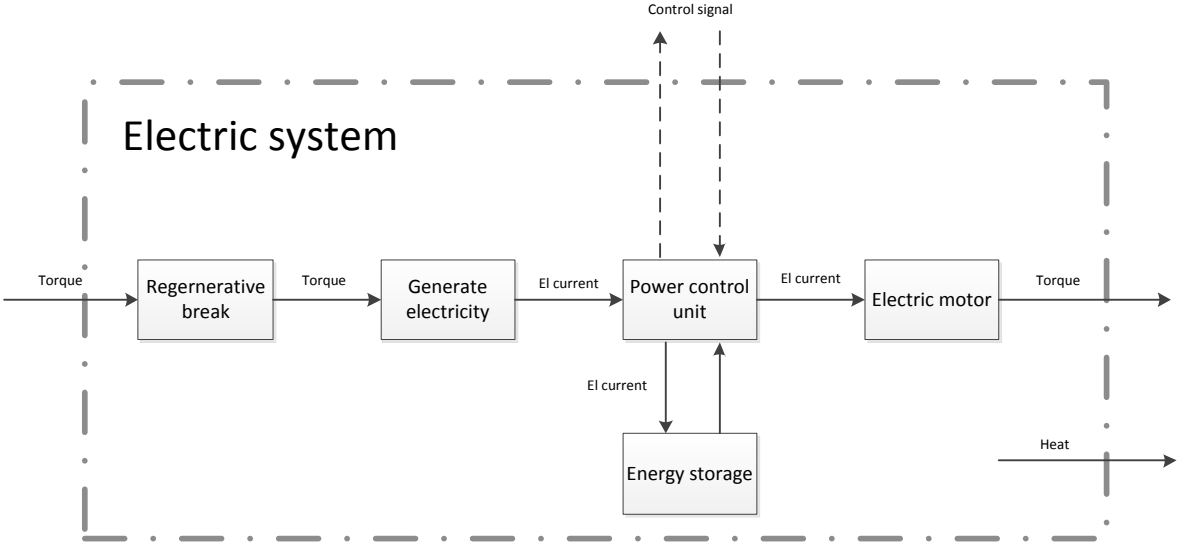 Control signal
Electric system
Torque
Regernerative
break
Torque
Generate
electricity
El current
Power control
unit
El current
Electric motor
Torque
El current
Energy storage
Heat